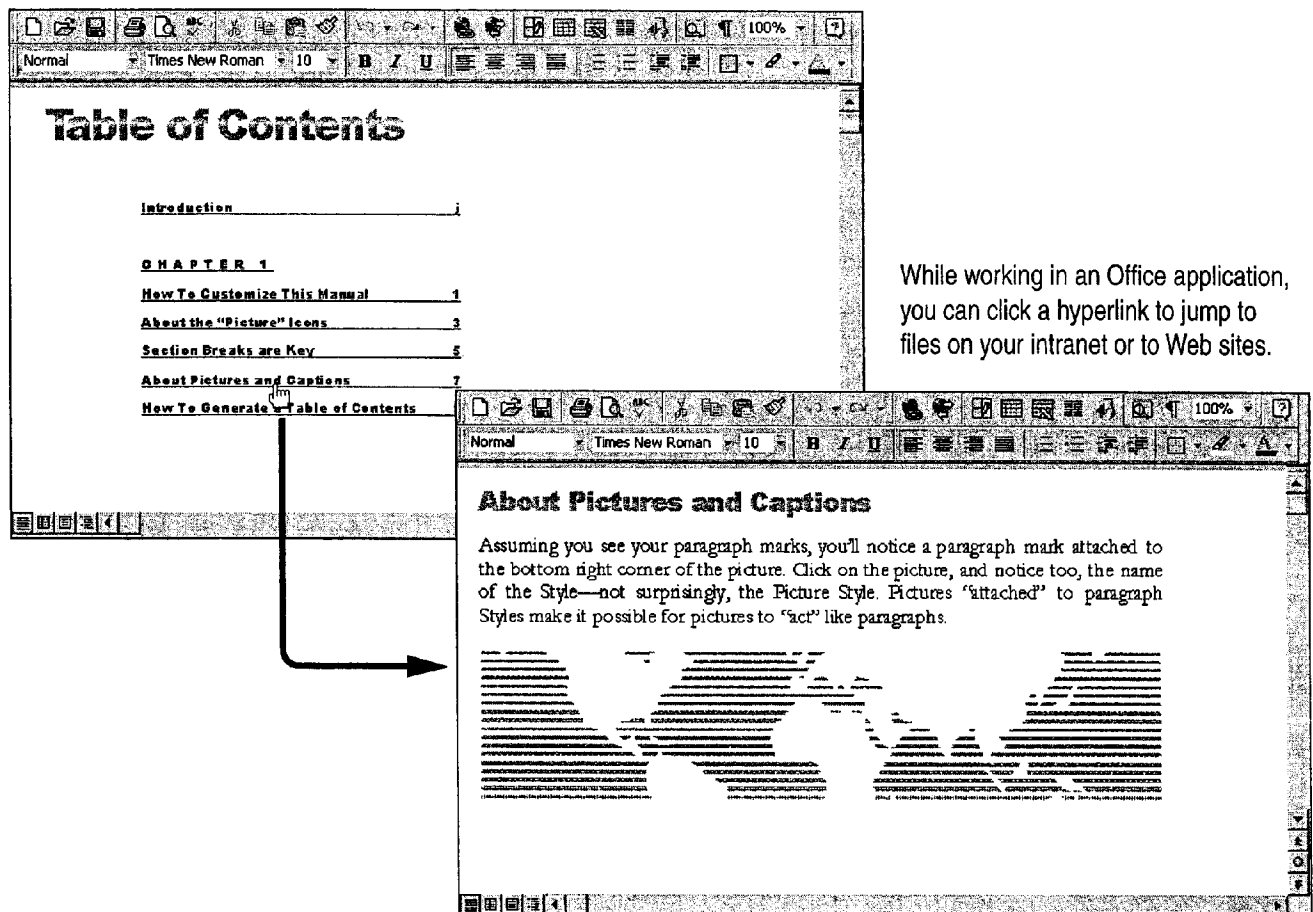 100%
Normal Times New Roman 10 B I U
Table of Contents
Introduction i
CHAPTER 1
How To Customize This Manual 1
About the "Picture" Icons 3
Section Breaks are Key 5
About Pictures and Captions 7
How To Generate a Table of Contents
While working in an Office application,
you can click a hyperlink to jump to
files on your intranet or to Web sites.
100%
Normal Times New Roman 10 B I U
About Pictures and Captions
Assuming you see your paragraph marks, you'll notice a paragraph mark attached to
the bottom right corner of the picture. Click on the picture, and notice too, the name
of the Style—not surprisingly, the Picture Style. Pictures "attached" to paragraph
Styles make it possible for pictures to "act" like paragraphs.